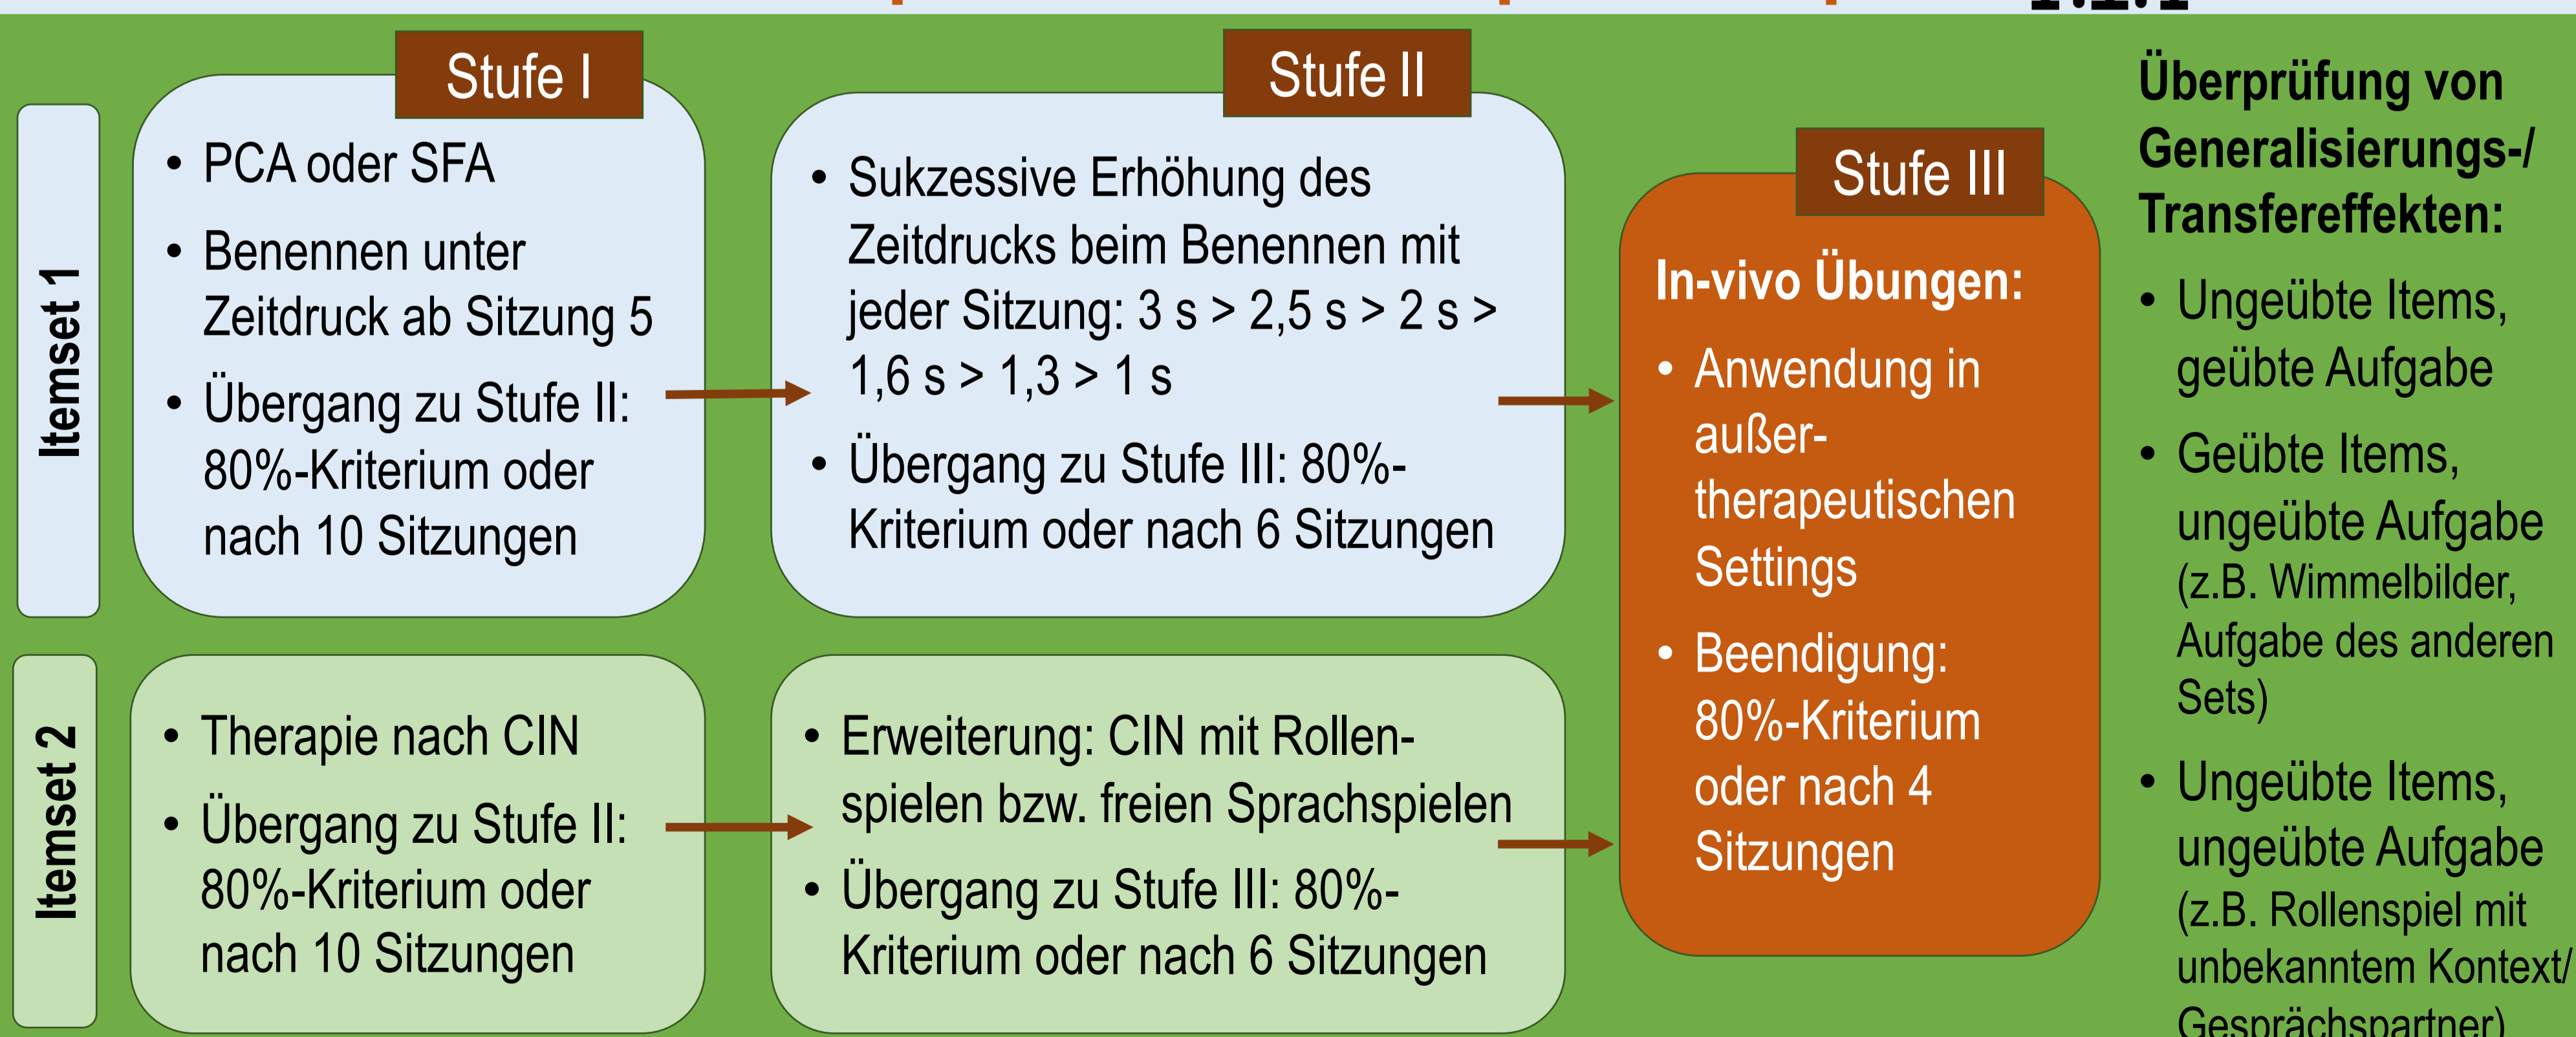 Stufe I
Stufe II
Stufe III
Itemset 1
• PCA oder SFA
• Benennen unter
Zeitdruck ab Sitzung 5
• Übergang zu Stufe II:
80%-Kriterium oder
nach 10 Sitzungen
• Sukzessive Erhöhung des
Zeitdrucks beim Benennen mit
jeder Sitzung: 3 s > 2,5 s > 2 s >
1,6 s > 1,3 > 1 s
• Übergang zu Stufe III: 80%-
Kriterium oder nach 6 Sitzungen
Itemset 2
• Therapie nach CIN
• Übergang zu Stufe II:
80%-Kriterium oder
nach 10 Sitzungen
• Erweiterung: CIN mit Rollen-
spielen bzw. freien Sprachspielen
• Übergang zu Stufe III: 80%-
Kriterium oder nach 6 Sitzungen
In-vivo Übungen:
• Anwendung in
außer-
therapeutischen
Settings
• Beendigung:
80%-Kriterium
oder nach 4
Sitzungen
Überprüfung von
Generalisierungs-/
Transfereffekten:
• Ungeübte Items,
geübte Aufgabe
• Geübte Items,
ungeübte Aufgabe
(z.B. Wimmelbilder,
Aufgabe des anderen
Sets)
• Ungeübte Items,
ungeübte Aufgabe
(z.B. Rollenspiel mit
unbekanntem Kontext/
Gesprächspartner)